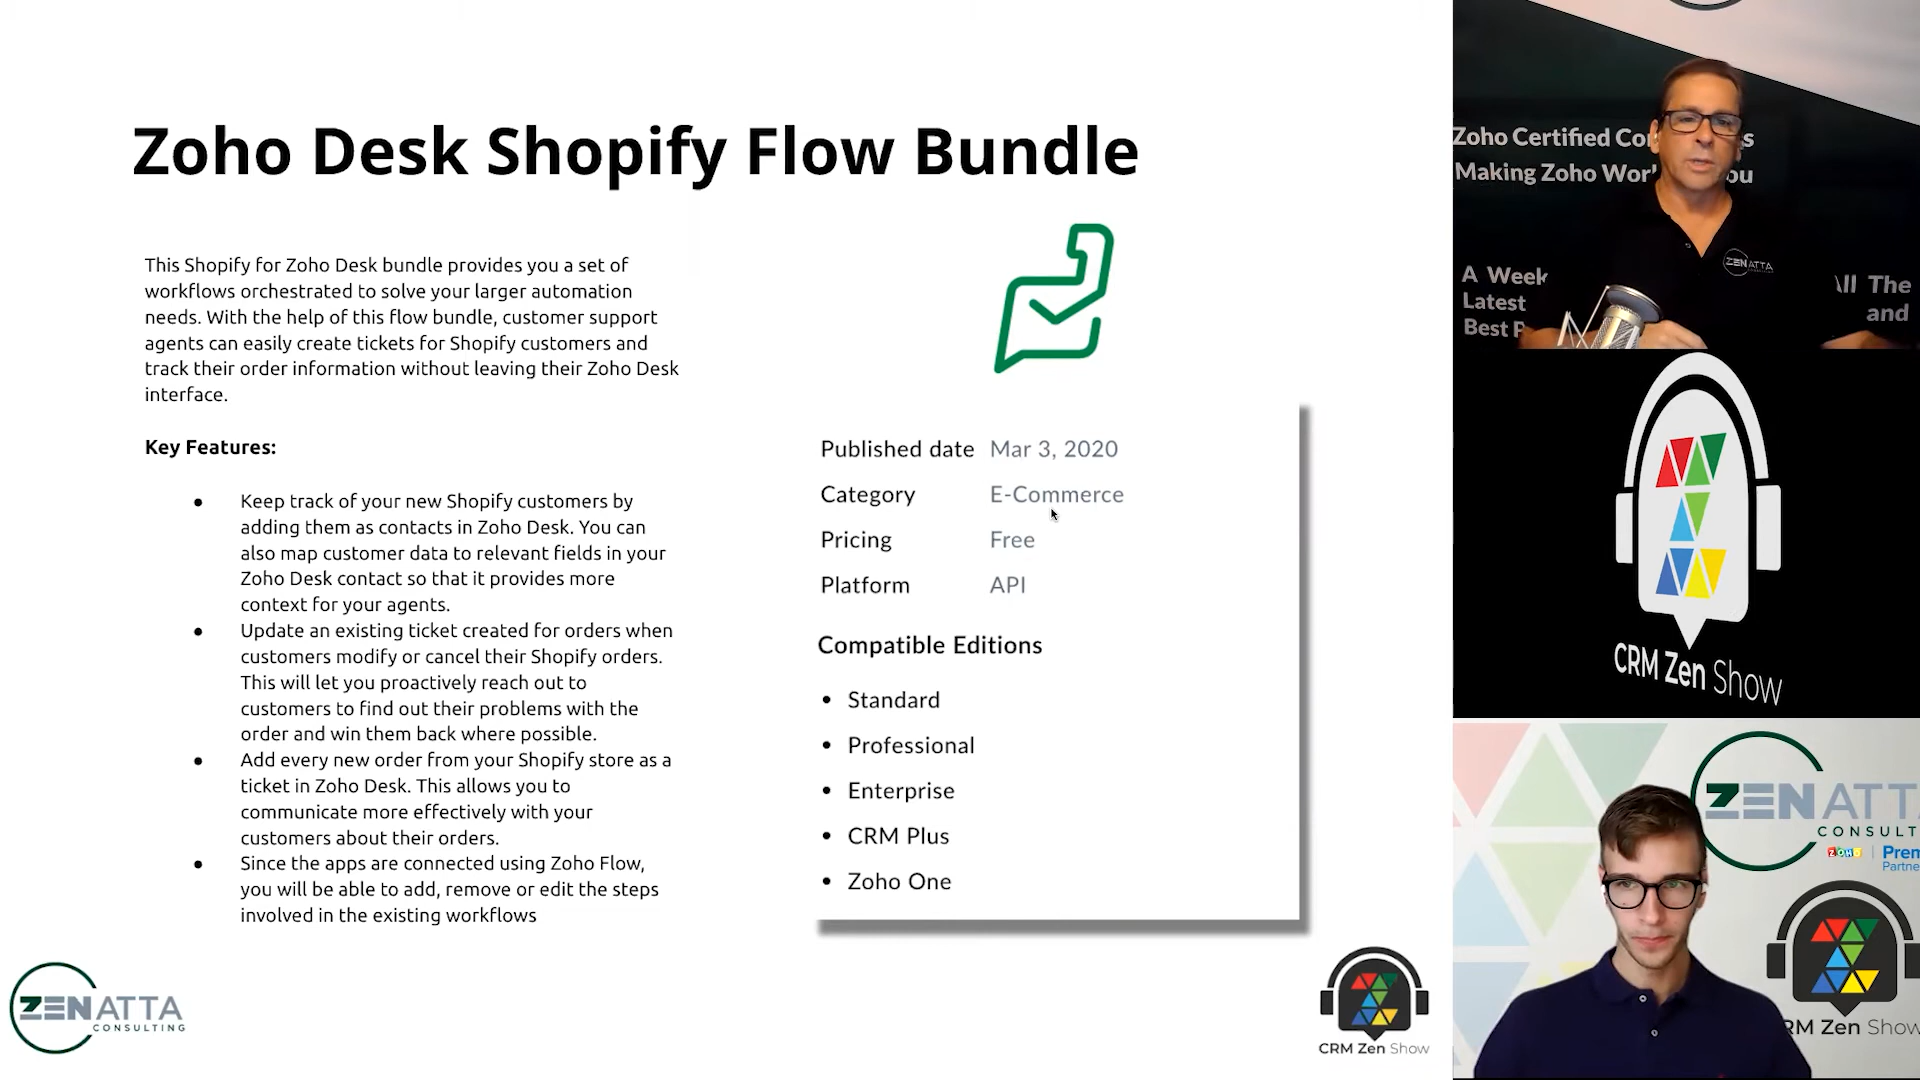 Zoho Desk Shopify Flow Bundle
This Shopify for Zoho Desk bundle provides you a set of
workflows orchestrated to solve your larger automation
needs. With the help of this flow bundle, customer support
agents can easily create tickets for Shopify customers and
track their order information without leaving their Zoho Desk
interface.
Key Features:
● Keep track of your new Shopify customers by
adding them as contacts in Zoho Desk. You can
also map customer data to relevant fields in your
Zoho Desk contact so that it provides more
context for your agents.
● Update an existing ticket created for orders when
customers modify or cancel their Shopify orders.
This will let you proactively reach out to
customers to find out their problems with the
order and win them back where possible.
● Add every new order from your Shopify store as a
ticket in Zoho Desk. This allows you to
communicate more effectively with your
customers about their orders.
● Since the apps are connected using Zoho Flow,
you will be able to add, remove or edit the steps
involved in the existing workflows
Published date Mar 3, 2020
Category E-Commerce
Pricing Free
Platform API
Compatible Editions
• Standard
• Professional
• Enterprise
• CRM Plus
• Zoho One
ZENATTA
CONSULTING
CRM Zen Show
Zoho Certified
Making Zoho
ZENATTA
A Week
Latest
Best
All The
and
CRM Zen Show
ZENATT
CONSULT
ZOHO
Prem
Partne
RM Zen Show